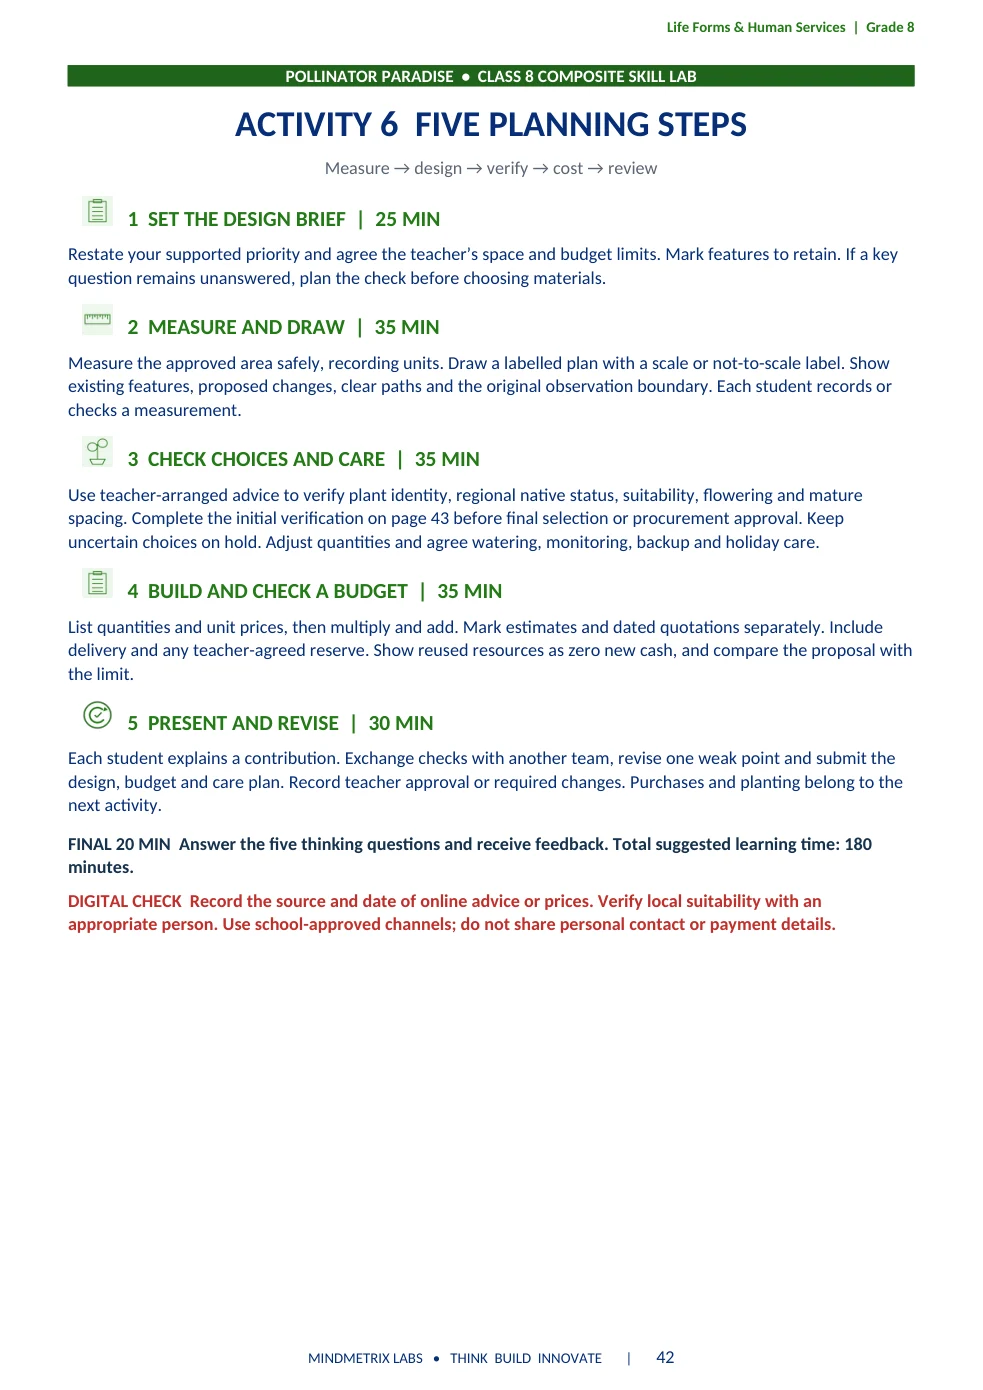 Life Forms & Human Services | Grade 8
POLLINATOR PARADISE ● CLASS 8 COMPOSITE SKILL LAB
ACTIVITY 6 FIVE PLANNING STEPS
Measure → design → verify → cost → review
1 SET THE DESIGN BRIEF | 25 MIN
Restate your supported priority and agree the teacher’s space and budget limits. Mark features to retain. If a key
question remains unanswered, plan the check before choosing materials.
2 MEASURE AND DRAW | 35 MIN
Measure the approved area safely, recording units. Draw a labelled plan with a scale or not-to-scale label. Show
existing features, proposed changes, clear paths and the original observation boundary. Each student records or
checks a measurement.
3 CHECK CHOICES AND CARE | 35 MIN
Use teacher-arranged advice to verify plant identity, regional native status, suitability, flowering and mature
spacing. Complete the initial verification on page 43 before final selection or procurement approval. Keep
uncertain choices on hold. Adjust quantities and agree watering, monitoring, backup and holiday care.
4 BUILD AND CHECK A BUDGET | 35 MIN
List quantities and unit prices, then multiply and add. Mark estimates and dated quotations separately. Include
delivery and any teacher-agreed reserve. Show reused resources as zero new cash, and compare the proposal with
the limit.
5 PRESENT AND REVISE | 30 MIN
Each student explains a contribution. Exchange checks with another team, revise one weak point and submit the
design, budget and care plan. Record teacher approval or required changes. Purchases and planting belong to the
next activity.
FINAL 20 MIN Answer the five thinking questions and receive feedback. Total suggested learning time: 180
minutes.
DIGITAL CHECK Record the source and date of online advice or prices. Verify local suitability with an
appropriate person. Use school-approved channels; do not share personal contact or payment details.
MINDMETRIX LABS ● THINK BUILD INNOVATE | 42